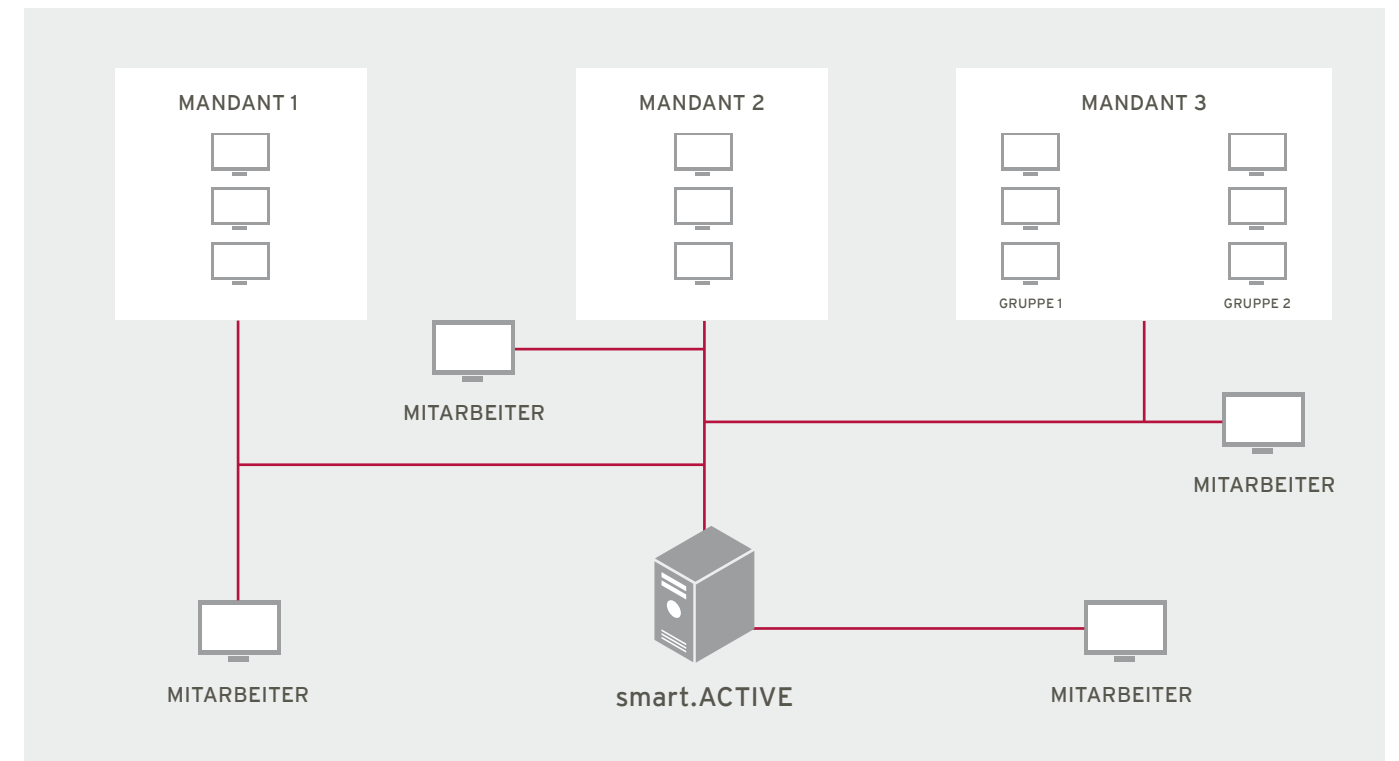 MANDANT 1
MANDANT 2
MANDANT 3
GRUPPE 1
GRUPPE 2
MITARBEITER
MITARBEITER
MITARBEITER
smart.ACTIVE
MITARBEITER